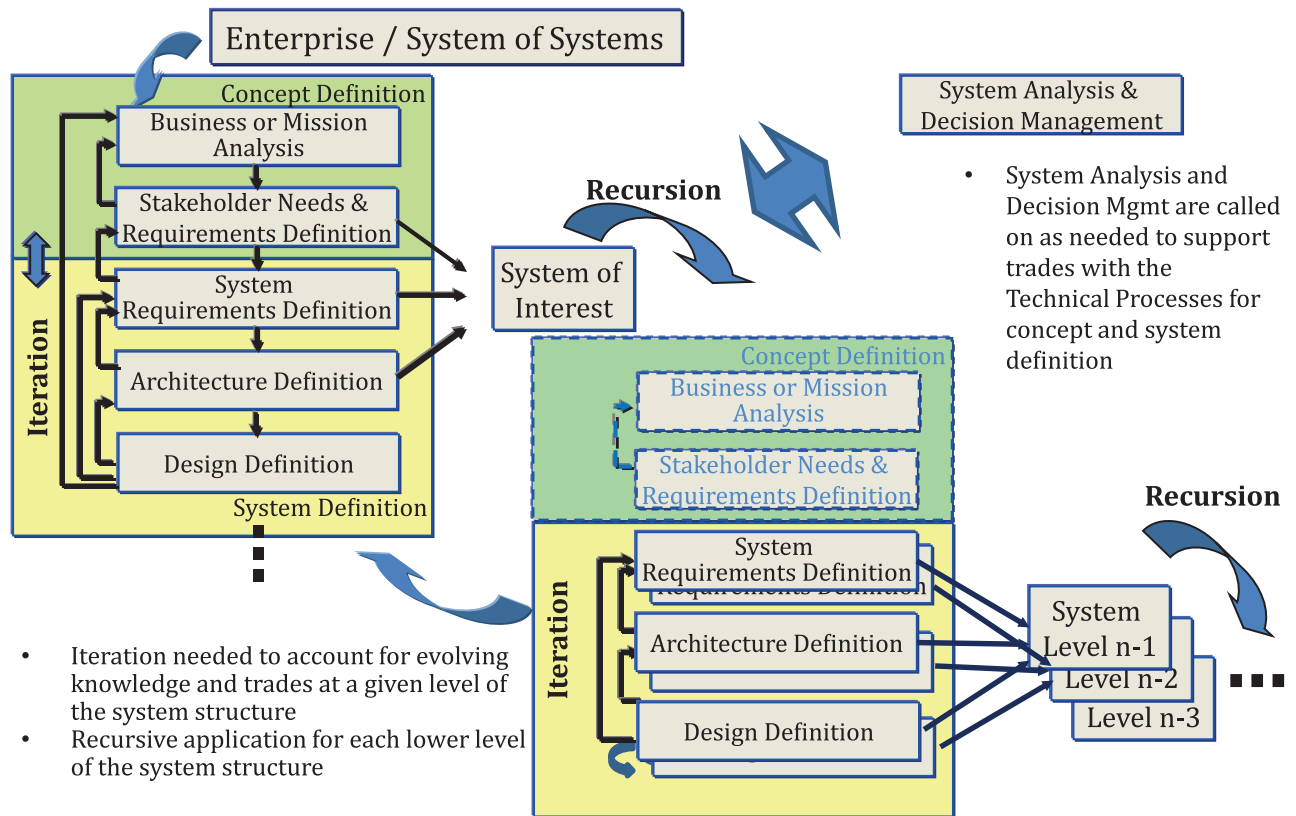 Enterprise / System of Systems
Concept Definition
Business or Mission
Analysis
Stakeholder Needs &
Requirements Definition
System
Requirements Definition
Architecture Definition
Design Definition
System Definition
Iteration
Recursion
System of
Interest
System Analysis &
Decision Management
• System Analysis and
Decision Mgmt are called
on as needed to support
trades with the
Technical Processes for
concept and system
definition
Concept Definition
Business or Mission
Analysis
Stakeholder Needs &
Requirements Definition
System
Requirements Definition
Requirements Definition
Architecture Definition
Design Definition
Iteration
Recursion
System
Level n-1
Level n-2
Level n-3
• Iteration needed to account for evolving
knowledge and trades at a given level of
the system structure
• Recursive application for each lower level
of the system structure